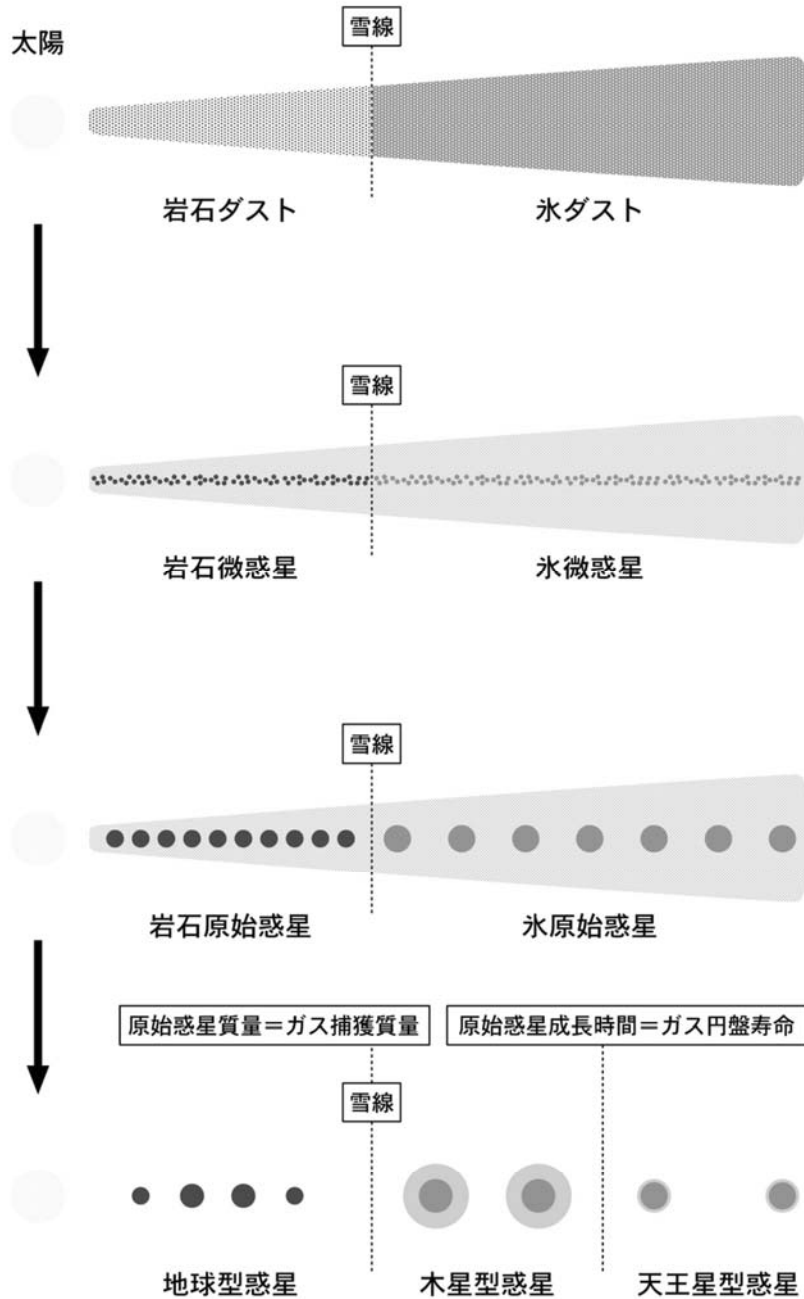 雪線
太陽
岩石ダスト
氷ダスト
雪線
岩石微惑星
氷微惑星
雪線
岩石原始惑星
氷原始惑星
原始惑星質量＝ガス捕獲質量
原始惑星成長時間＝ガス円盤寿命
雪線
地球型惑星
木星型惑星
天王星型惑星